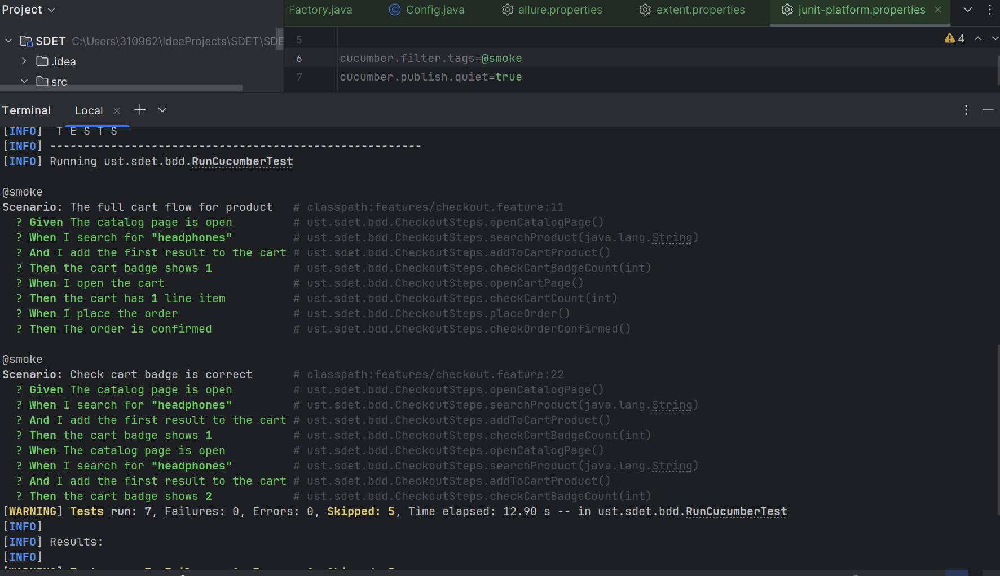 Project
Factory.java
Config.java
allure.properties
extent.properties
junit-platform.properties
SDET C:\Users\310962\IdeaProjects\SDET\SDE
.idea
src
5
4
6 cucumber.filter.tags=@smoke
7 cucumber.publish.quiet=true
Terminal Local
[INFO]  T E S T S
[INFO] -------------------------------------------------------
[INFO] Running ust.sdet.bdd.RunCucumberTest
@smoke
Scenario: The full cart flow for product   # classpath:features/checkout.feature:11
  ? Given The catalog page is open         # ust.sdet.bdd.CheckoutSteps.openCatalogPage()
  ? When I search for "headphones"         # ust.sdet.bdd.CheckoutSteps.searchProduct(java.lang.String)
  ? And I add the first result to the cart # ust.sdet.bdd.CheckoutSteps.addToCartProduct()
  ? Then the cart badge shows 1            # ust.sdet.bdd.CheckoutSteps.checkCartBadgeCount(int)
  ? When I open the cart                   # ust.sdet.bdd.CheckoutSteps.openCartPage()
  ? Then the cart has 1 line item          # ust.sdet.bdd.CheckoutSteps.checkCartCount(int)
  ? When I place the order                 # ust.sdet.bdd.CheckoutSteps.placeOrder()
  ? Then The order is confirmed            # ust.sdet.bdd.CheckoutSteps.checkOrderConfirmed()
@smoke
Scenario: Check cart badge is correct      # classpath:features/checkout.feature:22
  ? Given The catalog page is open         # ust.sdet.bdd.CheckoutSteps.openCatalogPage()
  ? When I search for "headphones"         # ust.sdet.bdd.CheckoutSteps.searchProduct(java.lang.String)
  ? And I add the first result to the cart # ust.sdet.bdd.CheckoutSteps.addToCartProduct()
  ? Then the cart badge shows 1            # ust.sdet.bdd.CheckoutSteps.checkCartBadgeCount(int)
  ? When The catalog page is open          # ust.sdet.bdd.CheckoutSteps.openCatalogPage()
  ? When I search for "headphones"         # ust.sdet.bdd.CheckoutSteps.searchProduct(java.lang.String)
  ? And I add the first result to the cart # ust.sdet.bdd.CheckoutSteps.addToCartProduct()
  ? Then the cart badge shows 2            # ust.sdet.bdd.CheckoutSteps.checkCartBadgeCount(int)
[WARNING] Tests run: 7, Failures: 0, Errors: 0, Skipped: 5, Time elapsed: 12.90 s -- in ust.sdet.bdd.RunCucumberTest
[INFO]
[INFO] Results:
[INFO]